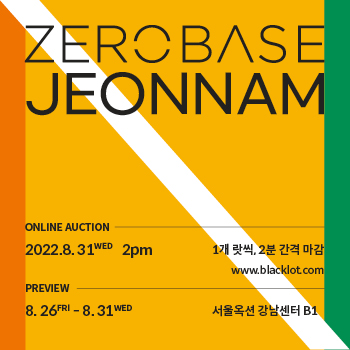 ZEROBASE
JEONNAM
ONLINE AUCTION
2022.8. 31WED 2pm 1개 랏씩, 2분 간격 마감
www.blacklot.com
PREVIEW
8. 26FRI - 8. 31WED 서울옥션 강남센터 B1